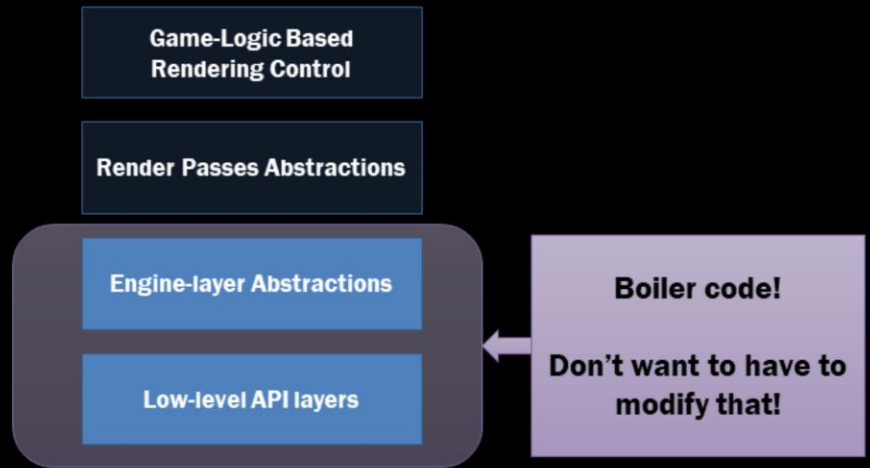 Game-Logic Based
Rendering Control
Render Passes Abstractions
Engine-layer Abstractions
Low-level API layers
Boiler code!
Don't want to have to
modify that!